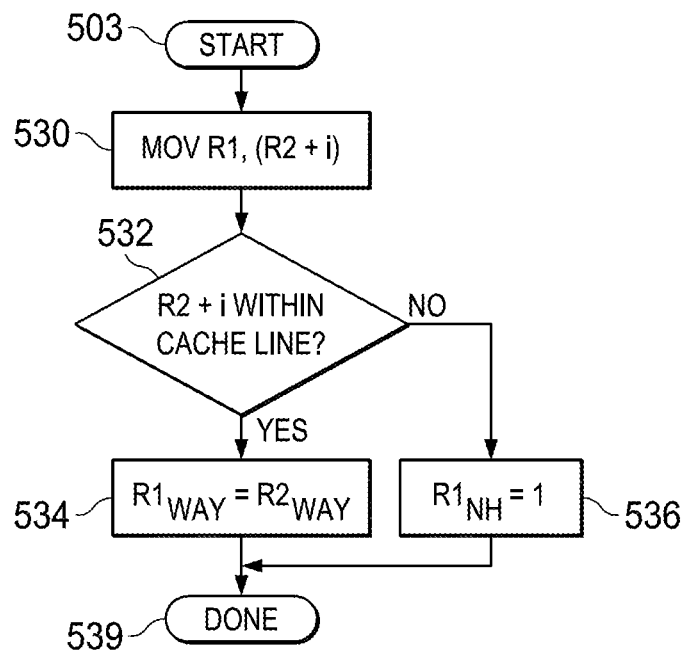 503
START
530
MOV R1, (R2 + i)
532
R2 + i WITHIN
CACHE LINE?
NO
YES
534
R1WAY = R2WAY
R1NH = 1
536
DONE
539